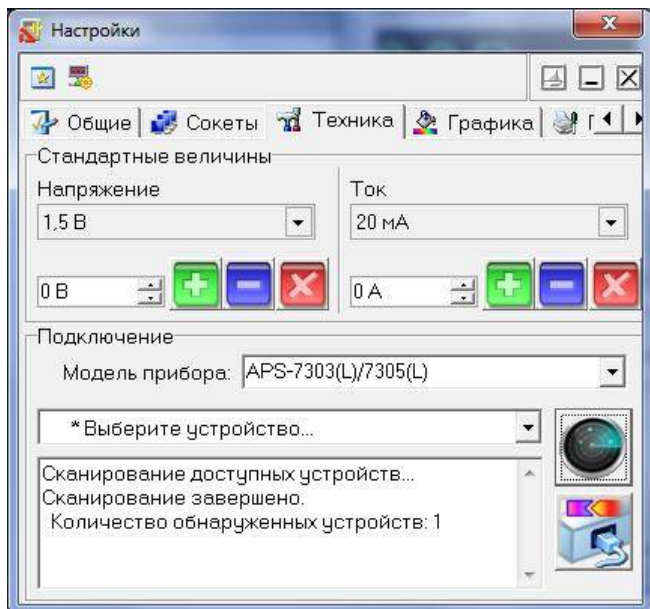 Настройки
Общие Сокеты Техника Графика
Стандартные величины
Напряжение Ток
1,5 В 20 мА
0 В 0 А
Подключение
Модель прибора: APS-7303(L)/7305(L)
* Выберите устройство...
Сканирование доступных устройств...
Сканирование завершено.
Количество обнаруженных устройств: 1